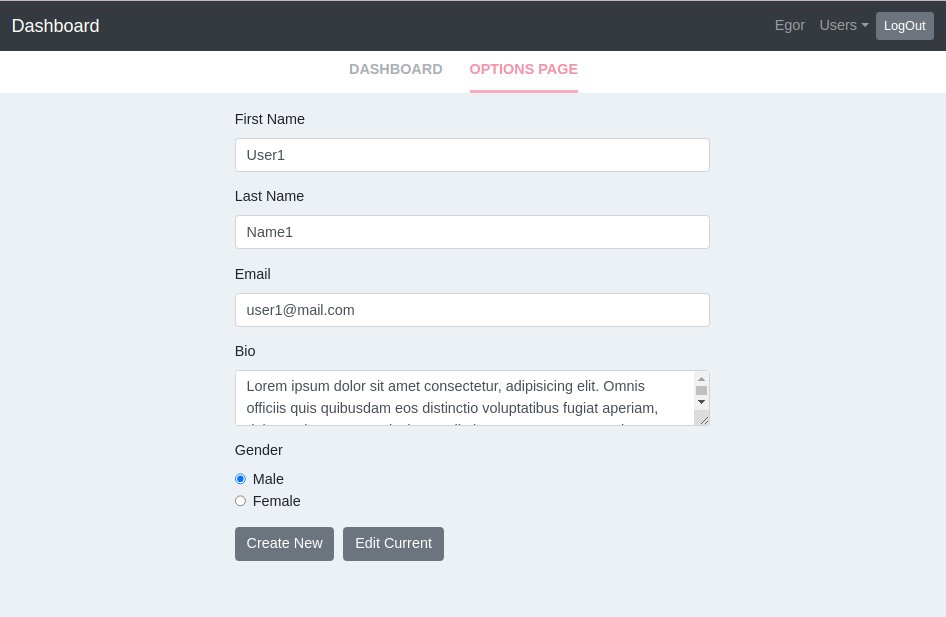 Dashboard
Egor Users LogOut
DASHBOARD OPTIONS PAGE
First Name
User1
Last Name
Name1
Email
user1@mail.com
Bio
Lorem ipsum dolor sit amet consectetur, adipisicing elit. Omnis
officiis quis quibusdam eos distinctio voluptatibus fugiat aperiam,
Gender
Male
Female
Create New Edit Current